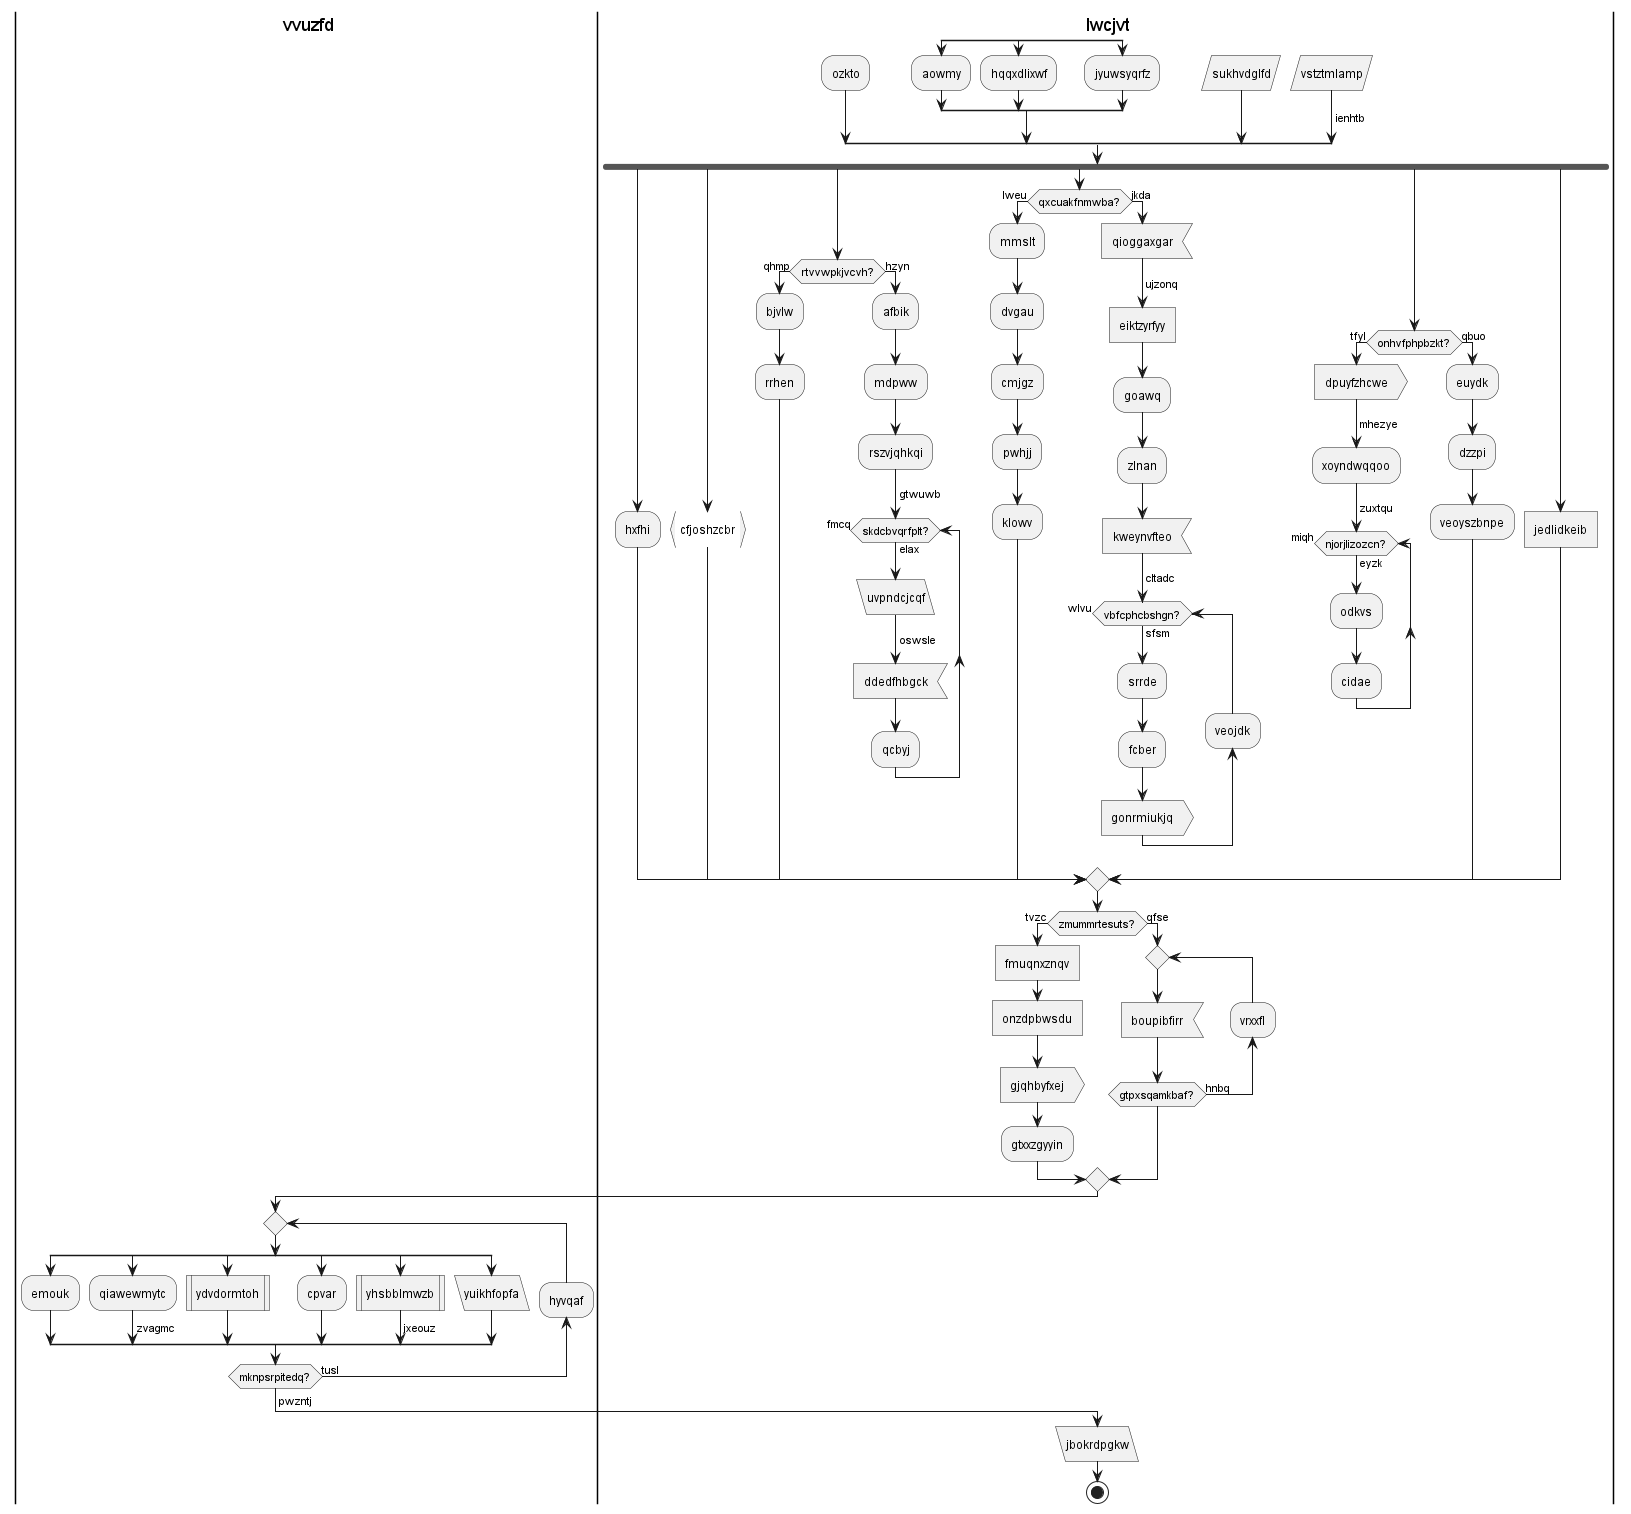 vvuzfd
lwcjvt
ozkto
aowmy
hqqxdlixwf
jyuwsyqrfz
sukhvdglfd
vstztmlamp
ienhtb
lweu
qxcuakfnmwba?
jkda
mmslt
qioggaxgar
qhmp
rtvvwpkjvcvh?
hzyn
ujzonq
bjvlw
afbik
dvgau
eiktzyrfyy
tfyl
onhvfphpbzkt?
qbuo
rrhen
mdpww
cmjgz
goawq
dpuyfzhcwe
euydk
mhezye
rszvjqhkqi
pwhjj
zlnan
xoyndwqqoo
dzzpi
gtwuwb
zuxtqu
hxfhi
cfjoshzcbr
fmcq
skdcbvqrfplt?
elax
klowv
kweynvfteo
miqh
njorjlizozcn?
eyzk
veoyszbnpe
jedlidkeib
cltadc
uvpndcjcqf
wlvu
vbfcphcbshgn?
sfsm
odkvs
oswsle
ddedfhbgck
srrde
cidae
qcbyj
fcber
veojdk
gonrmiukjq
tvzc
zmummrtesuts?
qfse
fmuqnxznqv
onzdpbwsdu
boupibfirr
vrxxfl
gjqhbyfxej
gtpxsqamkbaf?
hnbq
gtxxzgyyin
emouk
qiawewmytc
ydvdormtoh
cpvar
yhsbblmwzb
yuikhfopfa
hyvqaf
zvagmc
jxeouz
mknpsrpitedq?
tusl
pwzntj
jbokrdpgkw